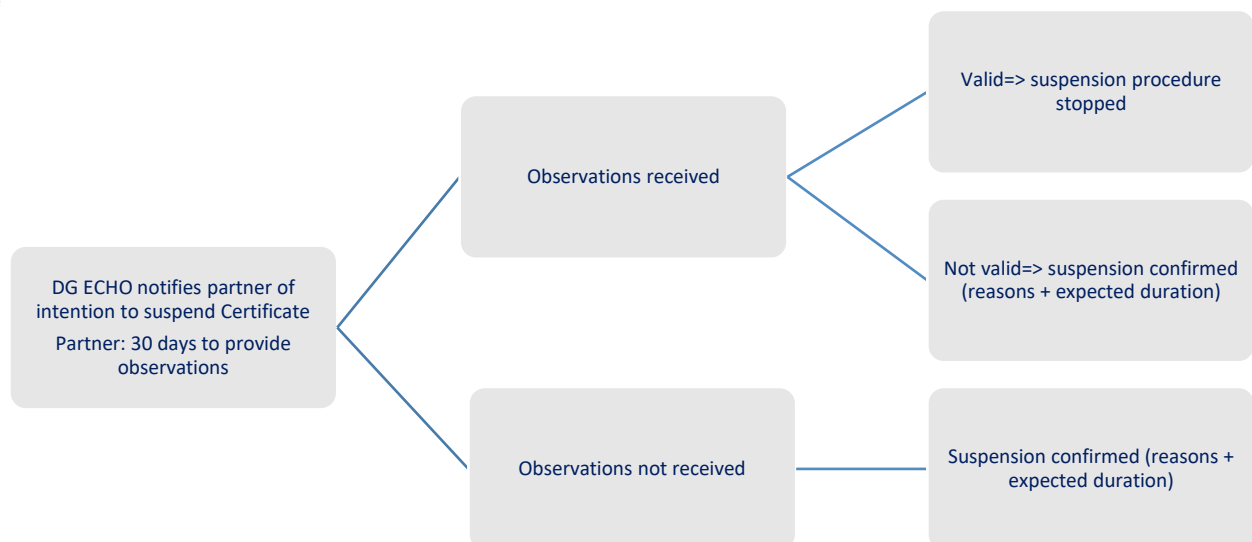 DG ECHO notifies partner of
intention to suspend Certificate
Partner: 30 days to provide
observations
Observations received
Valid=> suspension procedure
stopped
Not valid=> suspension confirmed
(reasons + expected duration)
Observations not received
Suspension confirmed (reasons +
expected duration)